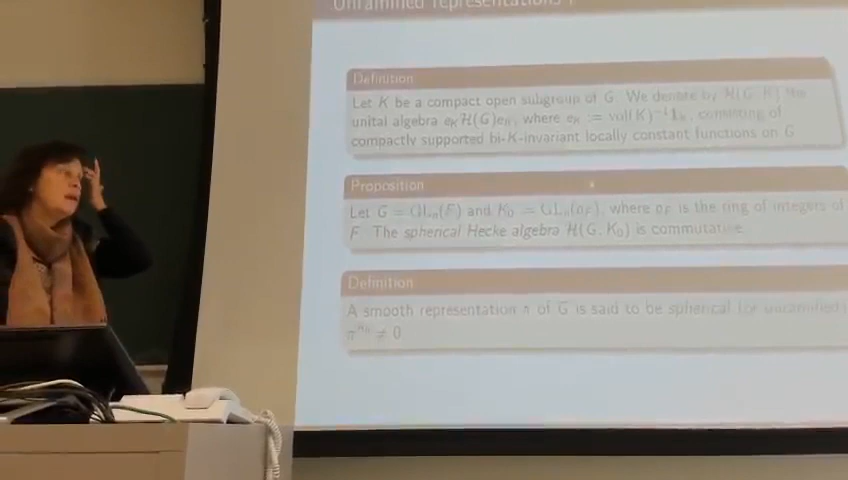 Unramified representations I
Definition
Let K be a compact open subgroup of G. We denote by H(G, K) the
unital algebra e_K H(G)e_K, where e_K := vol(K)^{-1}1_K, consisting of
compactly supported bi-K-invariant locally constant functions on G
Proposition
Let G = GL_n(F) and K_0 = GL_n(o_F), where o_F is the ring of integers of
F. The spherical Hecke algebra H(G, K_0) is commutative.
Definition
A smooth representation π of G is said to be spherical (or unramified)
≠ 0